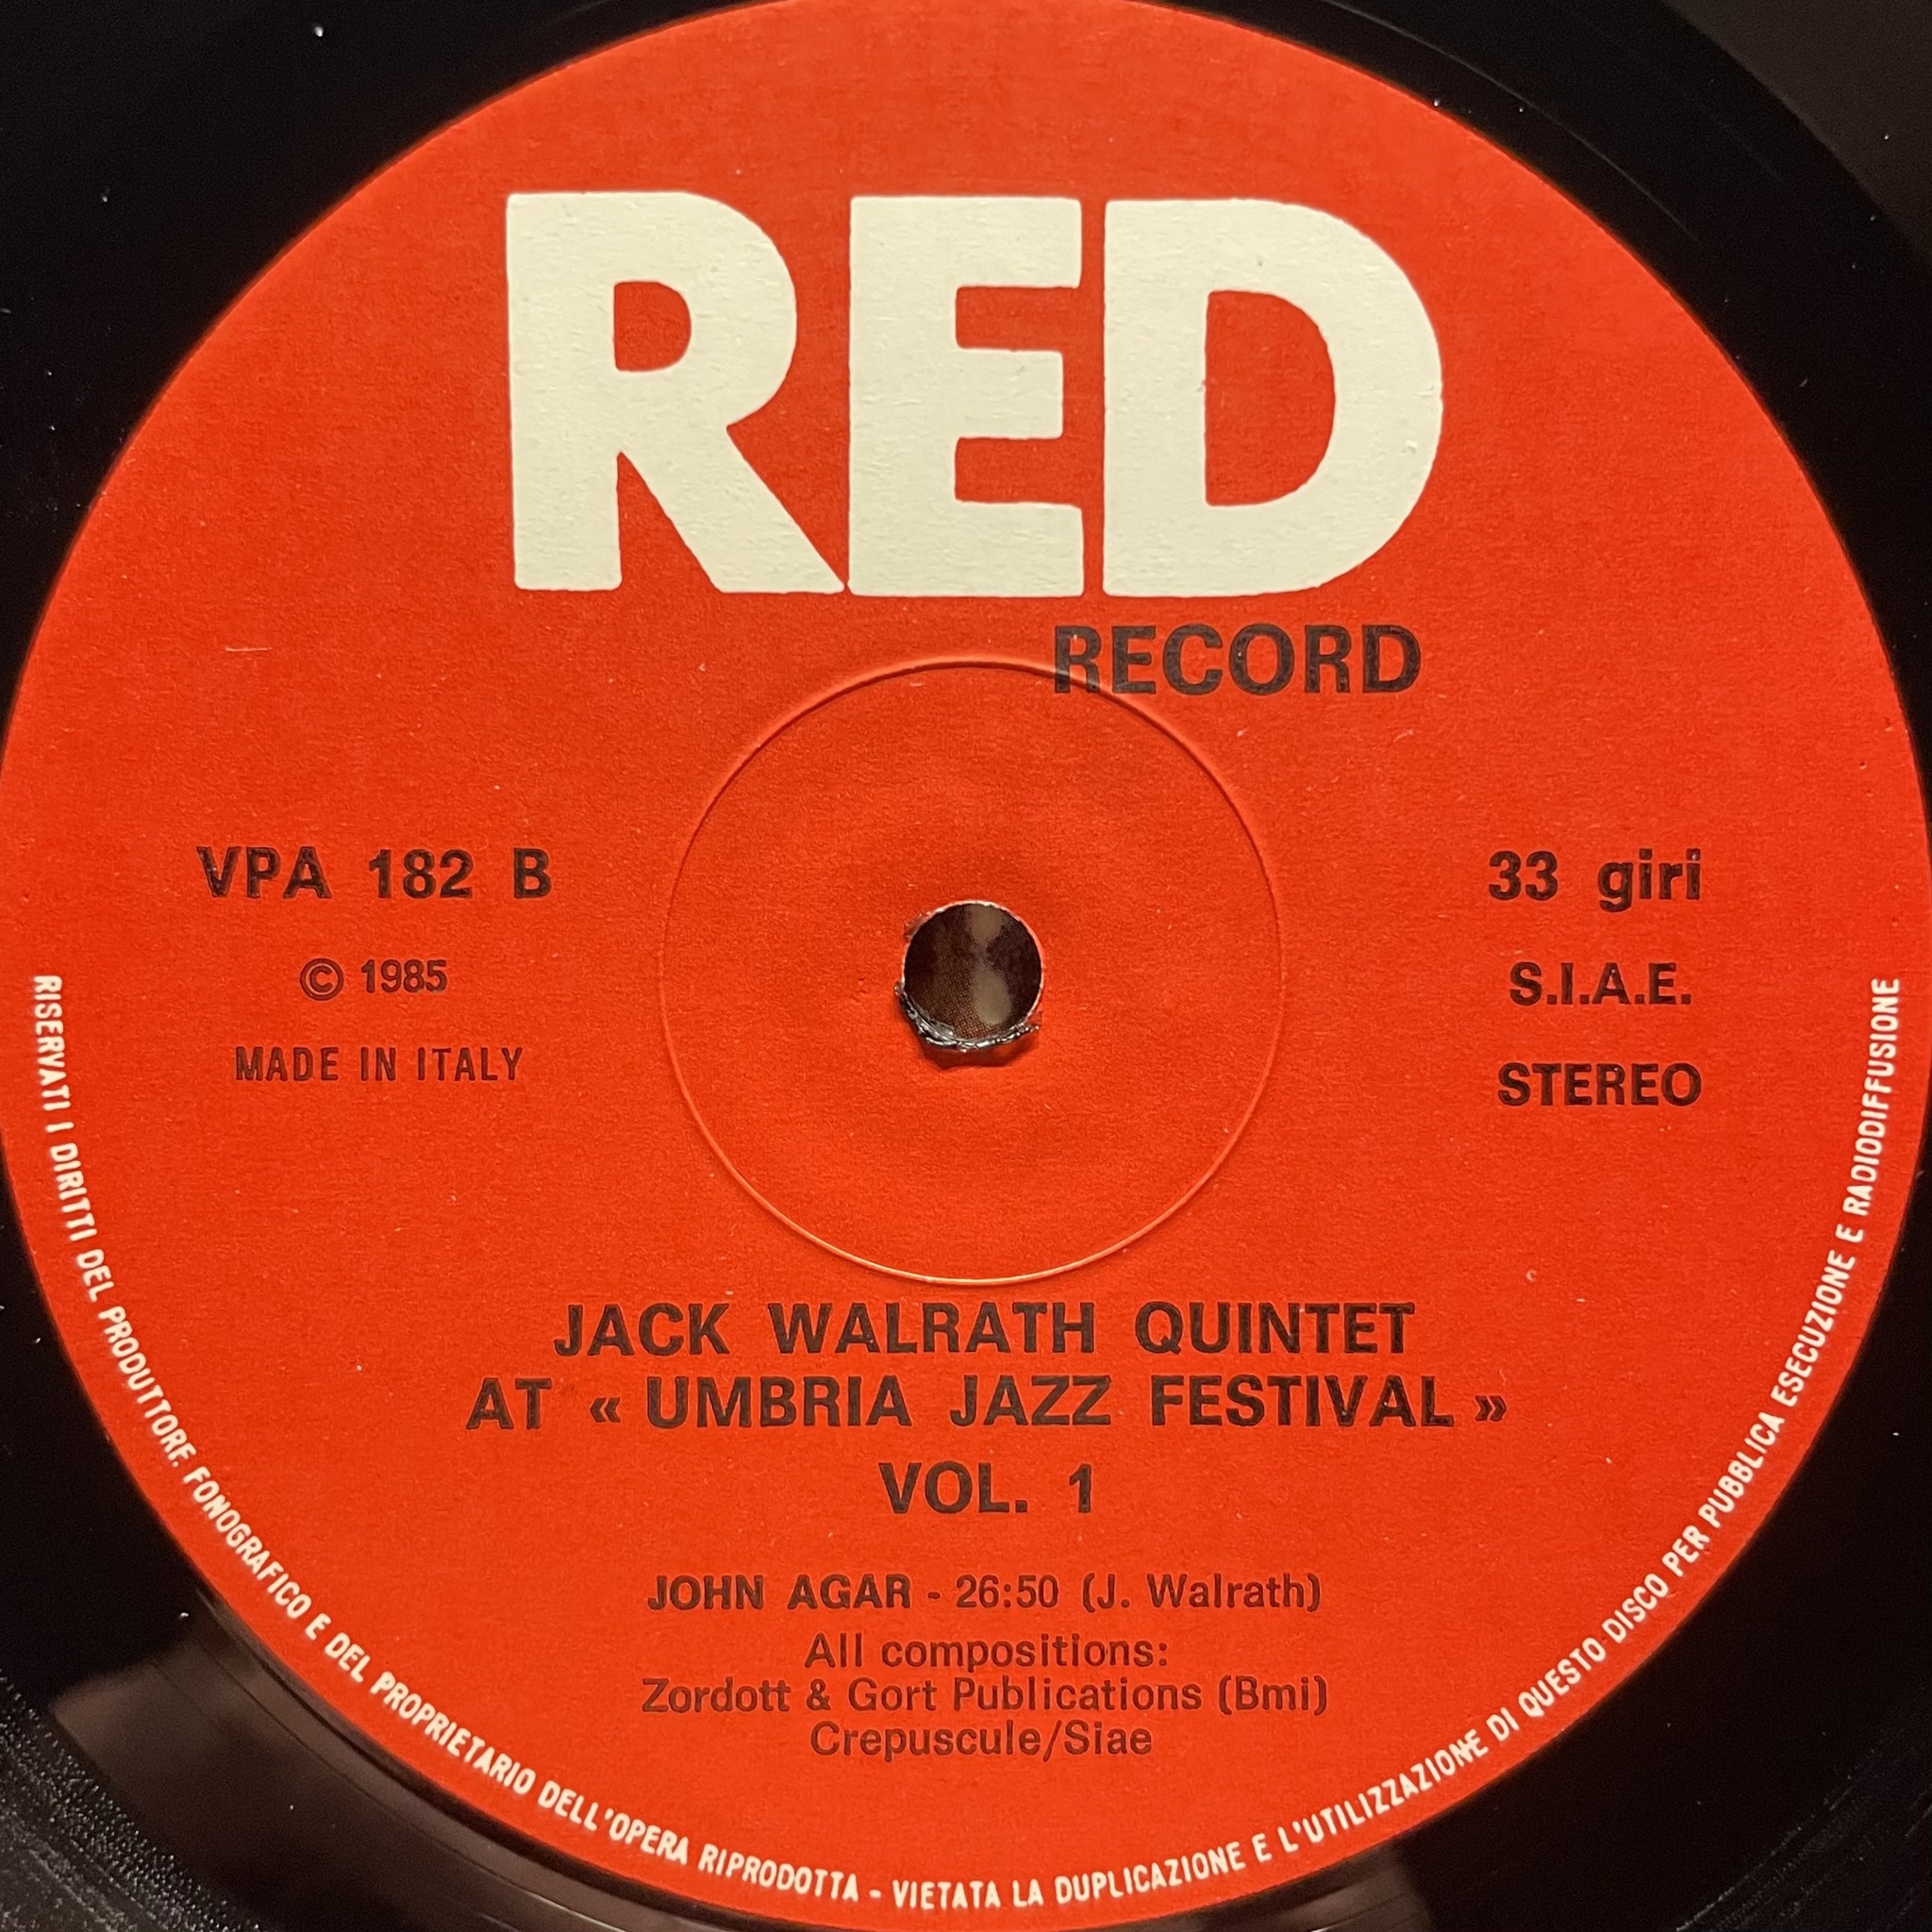 RED
RECORD
VPA 182 B
© 1985
MADE IN ITALY
33 giri
S.I.A.E.
STEREO
JACK WALRATH QUINTET
AT « UMBRIA JAZZ FESTIVAL »
VOL. 1
JOHN AGAR - 26:50 (J. Walrath)
All compositions:
Zordott & Gort Publications (Bmi)
Crepuscule/Siae
RISERVATI I DIRITTI DEL PRODUTTORE FONOGRAFICO E DEL PROPRIETARIO DELL'OPERA RIPRODOTTA - VIETATA LA DUPLICAZIONE E L'UTILIZZAZIONE DI QUESTO DISCO PER PUBBLICA ESECUZIONE E RADIODIFFUSIONE